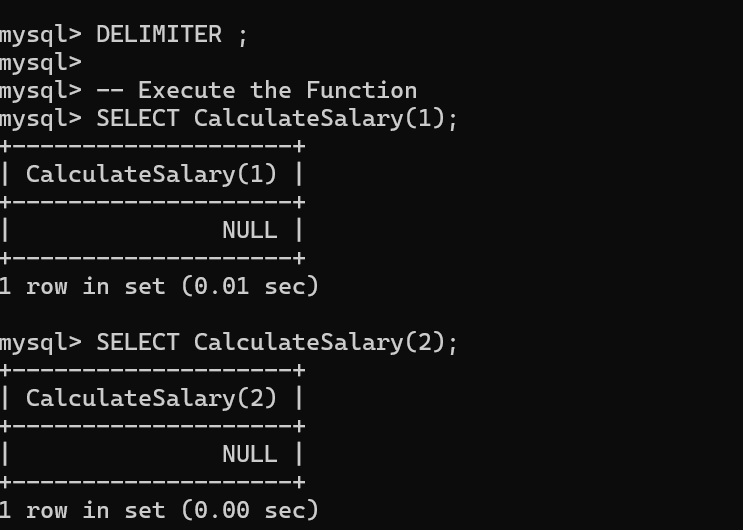 mysql> DELIMITER ;
mysql>
mysql> -- Execute the Function
mysql> SELECT CalculateSalary(1);
+--------------------+
| CalculateSalary(1) |
+--------------------+
|               NULL |
+--------------------+
1 row in set (0.01 sec)

mysql> SELECT CalculateSalary(2);
+--------------------+
| CalculateSalary(2) |
+--------------------+
|               NULL |
+--------------------+
1 row in set (0.00 sec)